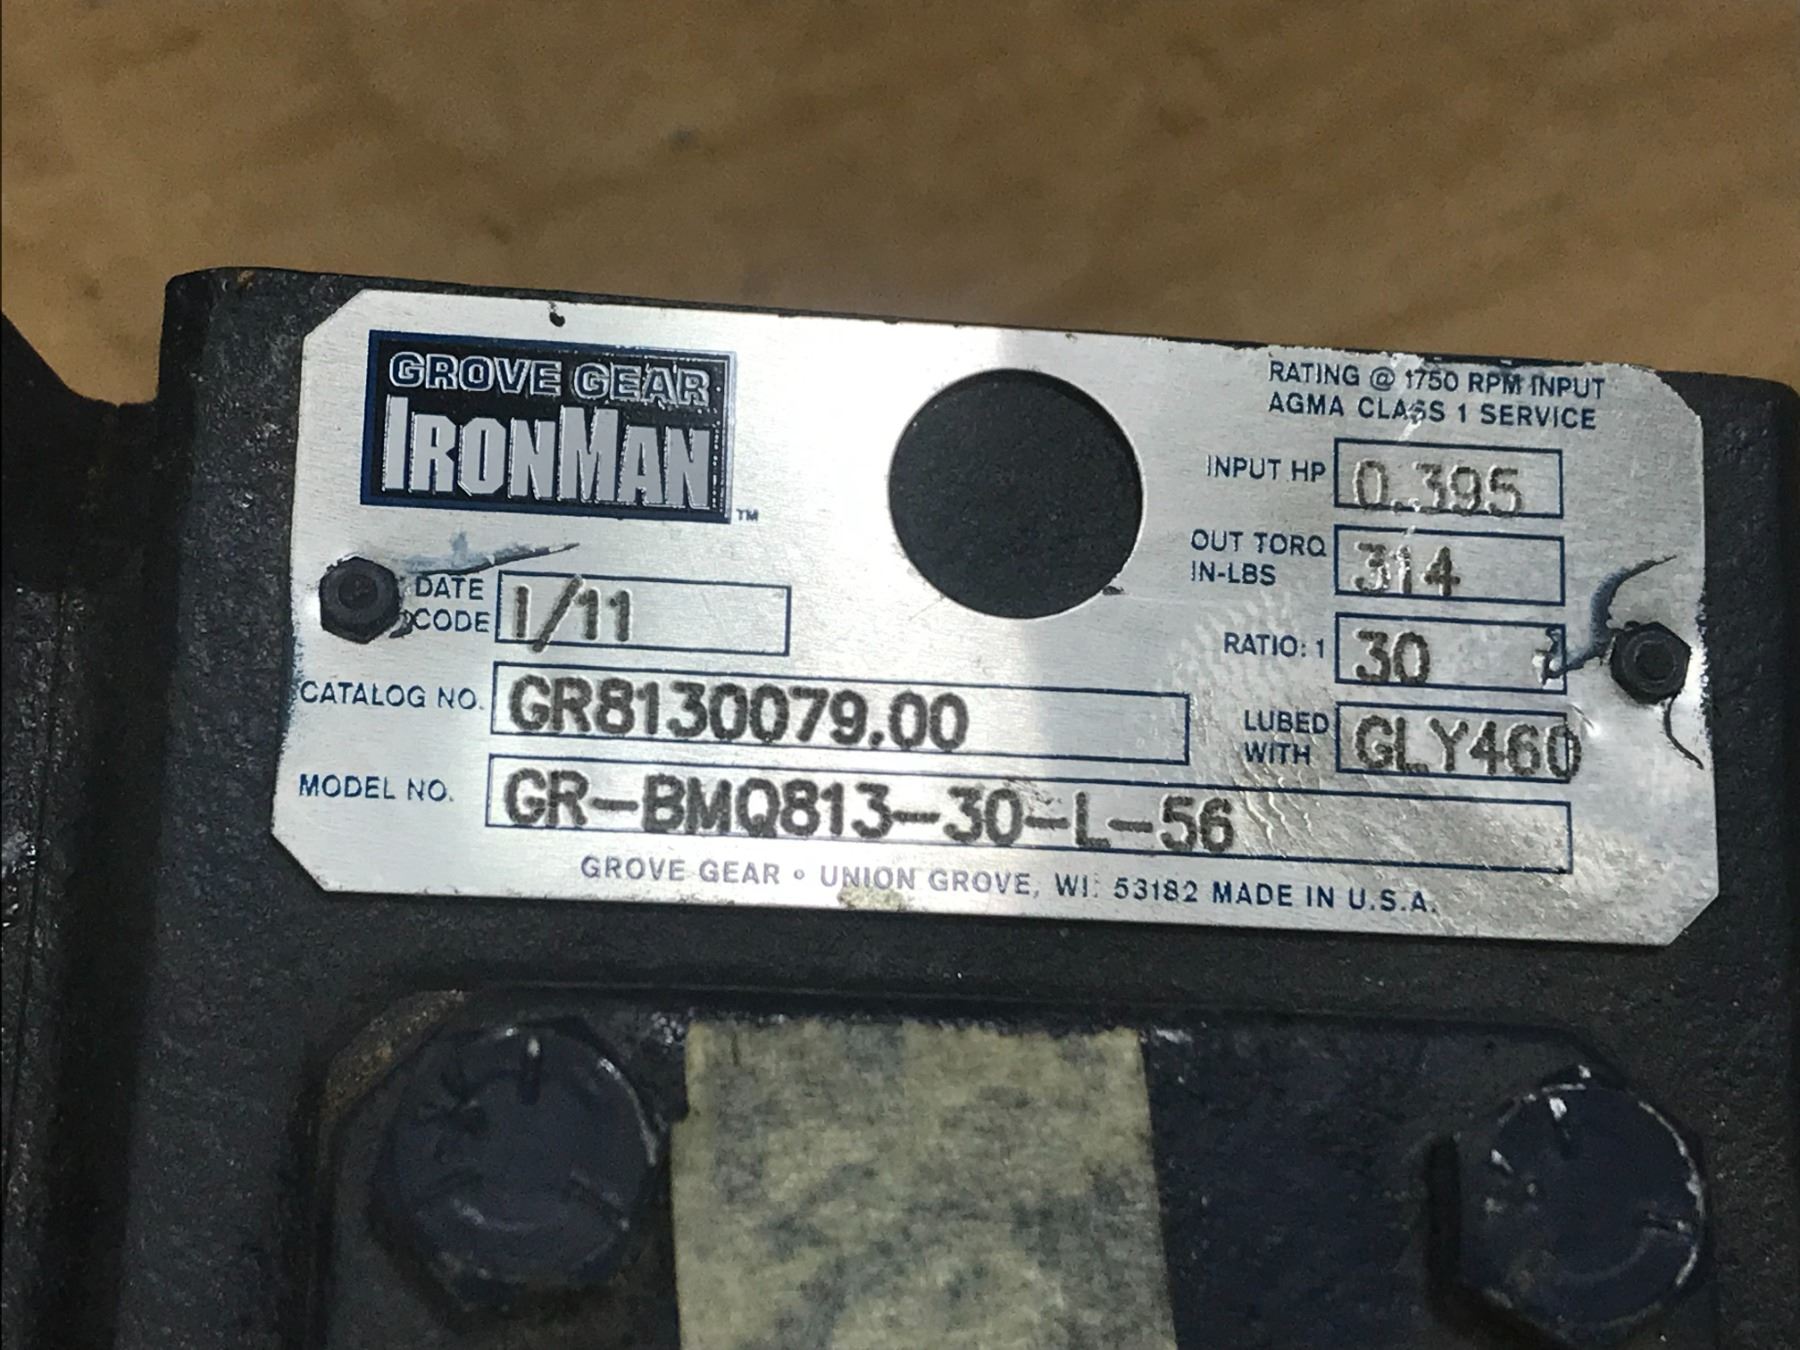 GROVE GEAR
IRONMAN™
RATING @ 1750 RPM INPUT
AGMA CLASS 1 SERVICE
INPUT HP 0.395
OUT TORQ
IN-LBS 314
RATIO: 1 30
LUBED
WITH GLY460
DATE
CODE 1/11
CATALOG NO. GR8130079.00
MODEL NO. GR-BMQ813-30-L-56
GROVE GEAR • UNION GROVE, WI. 53182 MADE IN U.S.A.